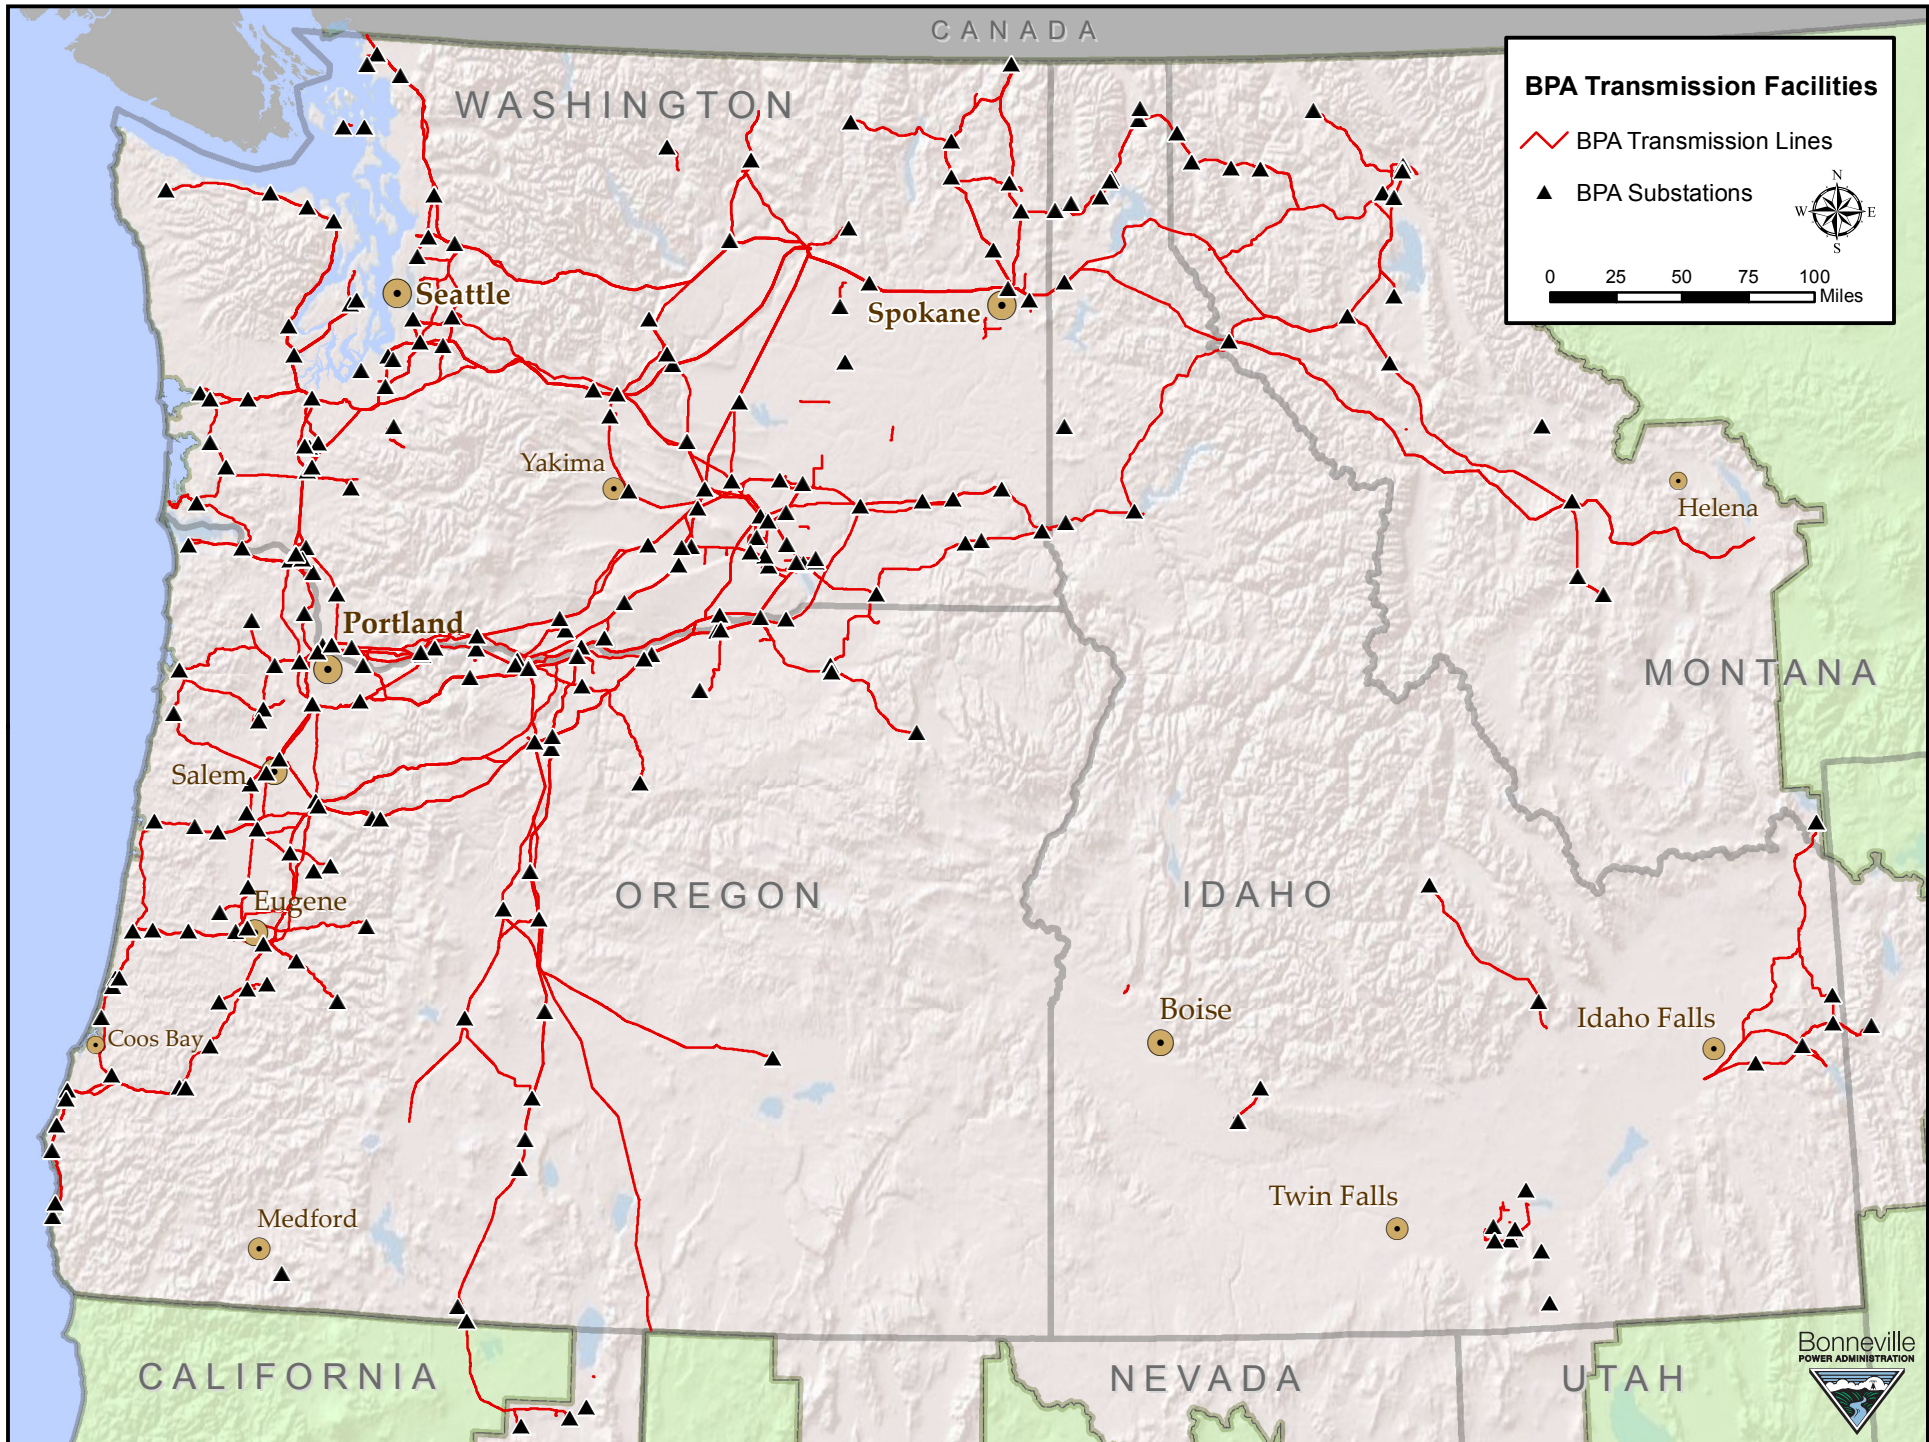 CANADA
WASHINGTON
BPA Transmission Facilities
BPA Transmission Lines
BPA Substations
N
W
E
S
0 25 50 75 100
Miles
Seattle
Spokane
Yakima
Helena
Portland
MONTANA
Salem
OREGON
IDAHO
Eugene
Boise
Idaho Falls
Coos Bay
Twin Falls
Medford
CALIFORNIA
NEVADA
UTAH
Bonneville
POWER ADMINISTRATION